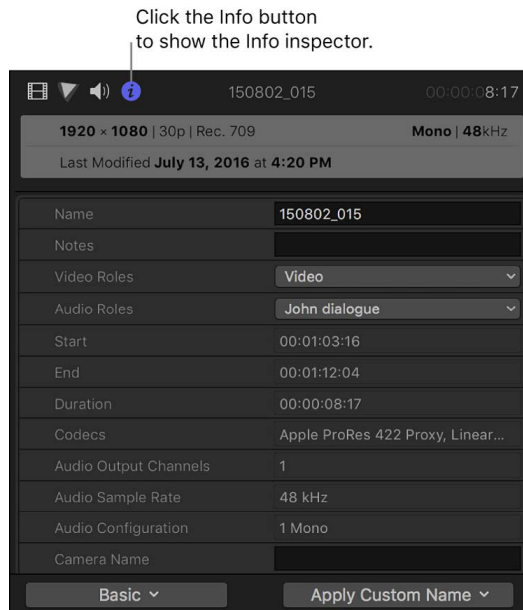 Click the Info button
to show the Info inspector.
150802_015 00:00:08:17
1920 × 1080 | 30p | Rec. 709 Mono | 48kHz
Last Modified July 13, 2016 at 4:20 PM
Name 150802_015
Notes
Video Roles Video
Audio Roles John dialogue
Start 00:01:03:16
End 00:01:12:04
Duration 00:00:08:17
Codecs Apple ProRes 422 Proxy, Linear...
Audio Output Channels 1
Audio Sample Rate 48 kHz
Audio Configuration 1 Mono
Camera Name
Basic Apply Custom Name